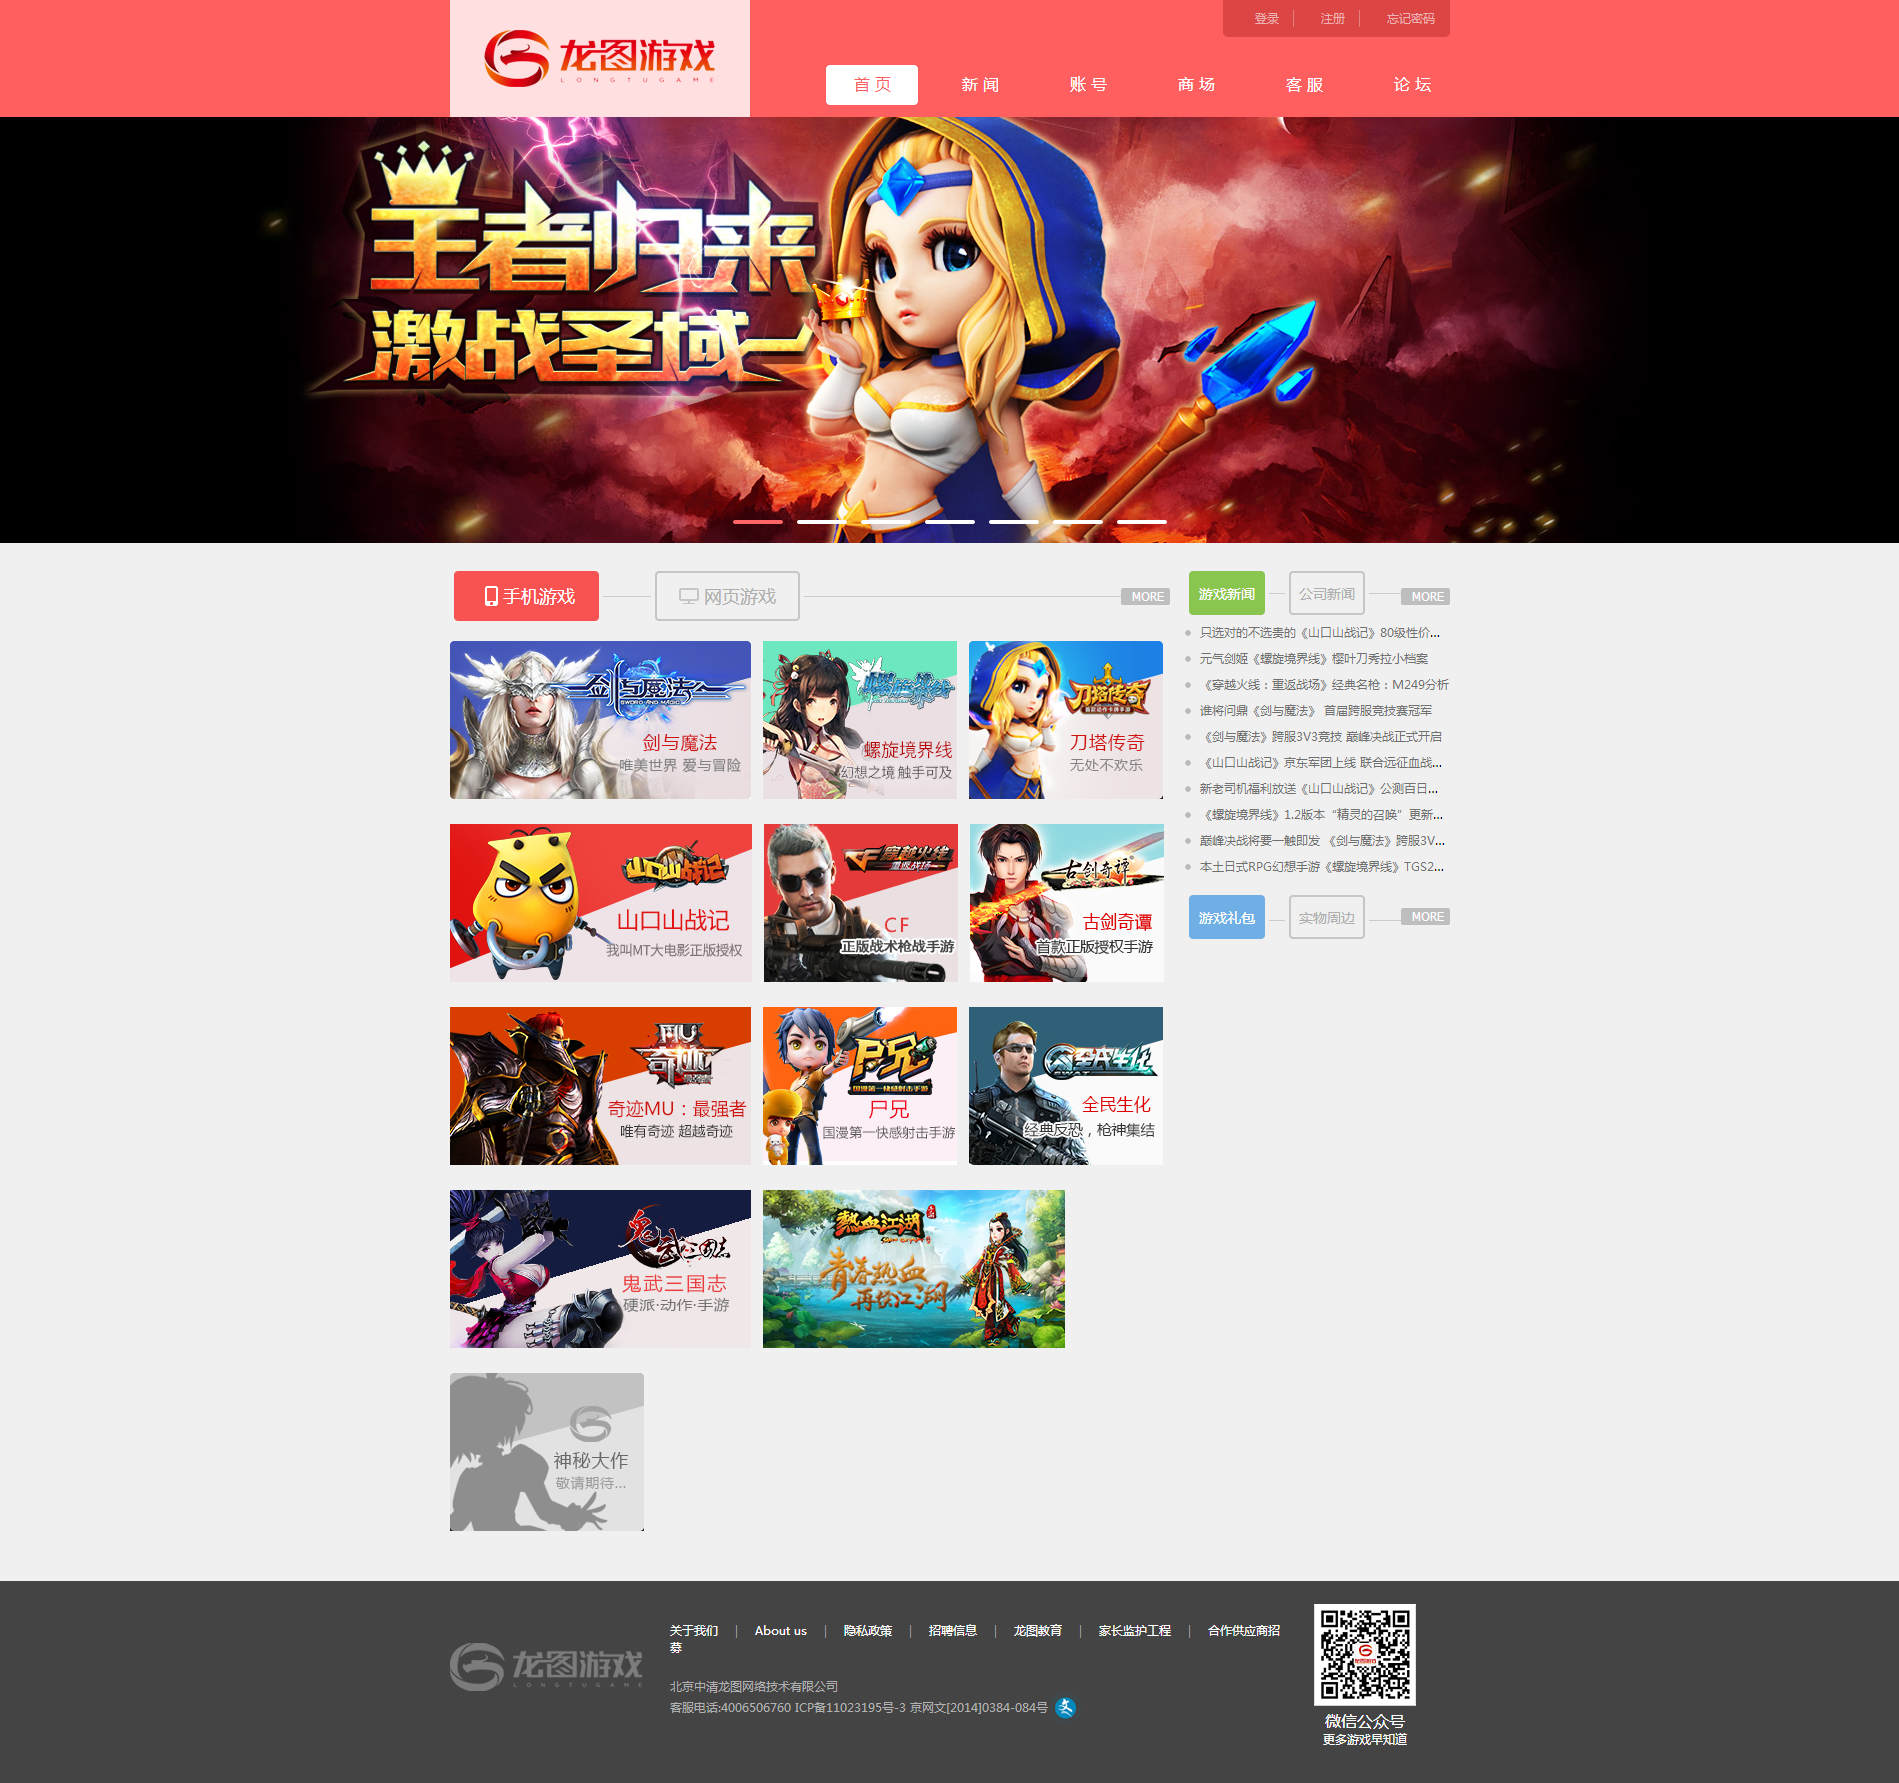 登录
注册
忘记密码
龙图游戏
LONGTUGAME
首 页
新 闻
账 号
商 场
客 服
论 坛
王者归来
激战圣域
手机游戏
网页游戏
MORE
游戏新闻
公司新闻
MORE
只选对的不选贵的《山口山战记》80级性价...
元气剑姬《螺旋境界线》樱叶刀秀拉小档案
《穿越火线：重返战场》经典名枪：M249分析
谁将问鼎《剑与魔法》 首届跨服竞技赛冠军
《剑与魔法》跨服3V3竞技 巅峰决战正式开启
《山口山战记》京东军团上线 联合远征血战...
新老司机福利放送《山口山战记》公测百日...
《螺旋境界线》1.2版本“精灵的召唤”更新...
巅峰决战将要一触即发 《剑与魔法》跨服3V...
本土日式RPG幻想手游《螺旋境界线》TGS2...
游戏礼包
实物周边
MORE
剑与魔法
SWORD AND MAGIC
剑与魔法
唯美世界 爱与冒险
螺旋境界线
螺旋境界线
幻想之境 触手可及
刀塔传奇
首款动作卡牌手游
刀塔传奇
无处不欢乐
山口山战记
山口山战记
我叫MT大电影正版授权
穿越火线
重返战场
CF
正版战术枪战手游
古剑奇谭
古剑奇谭
首款正版授权手游
MU
奇迹
奇迹MU：最强者
唯有奇迹 超越奇迹
尸兄
国漫第一快感射击手游
尸兄
国漫第一快感射击手游
全民生化
全民生化
经典反恐，枪神集结
鬼武三国志
鬼武三国志
硬派·动作·手游
熱血江湖
青春热血
再续江湖
神秘大作
敬请期待...
龙图游戏
LONGTUGAME
关于我们 | About us | 隐私政策 | 招聘信息 | 龙图教育 | 家长监护工程 | 合作供应商招
募
北京中清龙图网络技术有限公司
客服电话:4006506760 ICP备11023195号-3 京网文[2014]0384-084号
微信公众号
更多游戏早知道